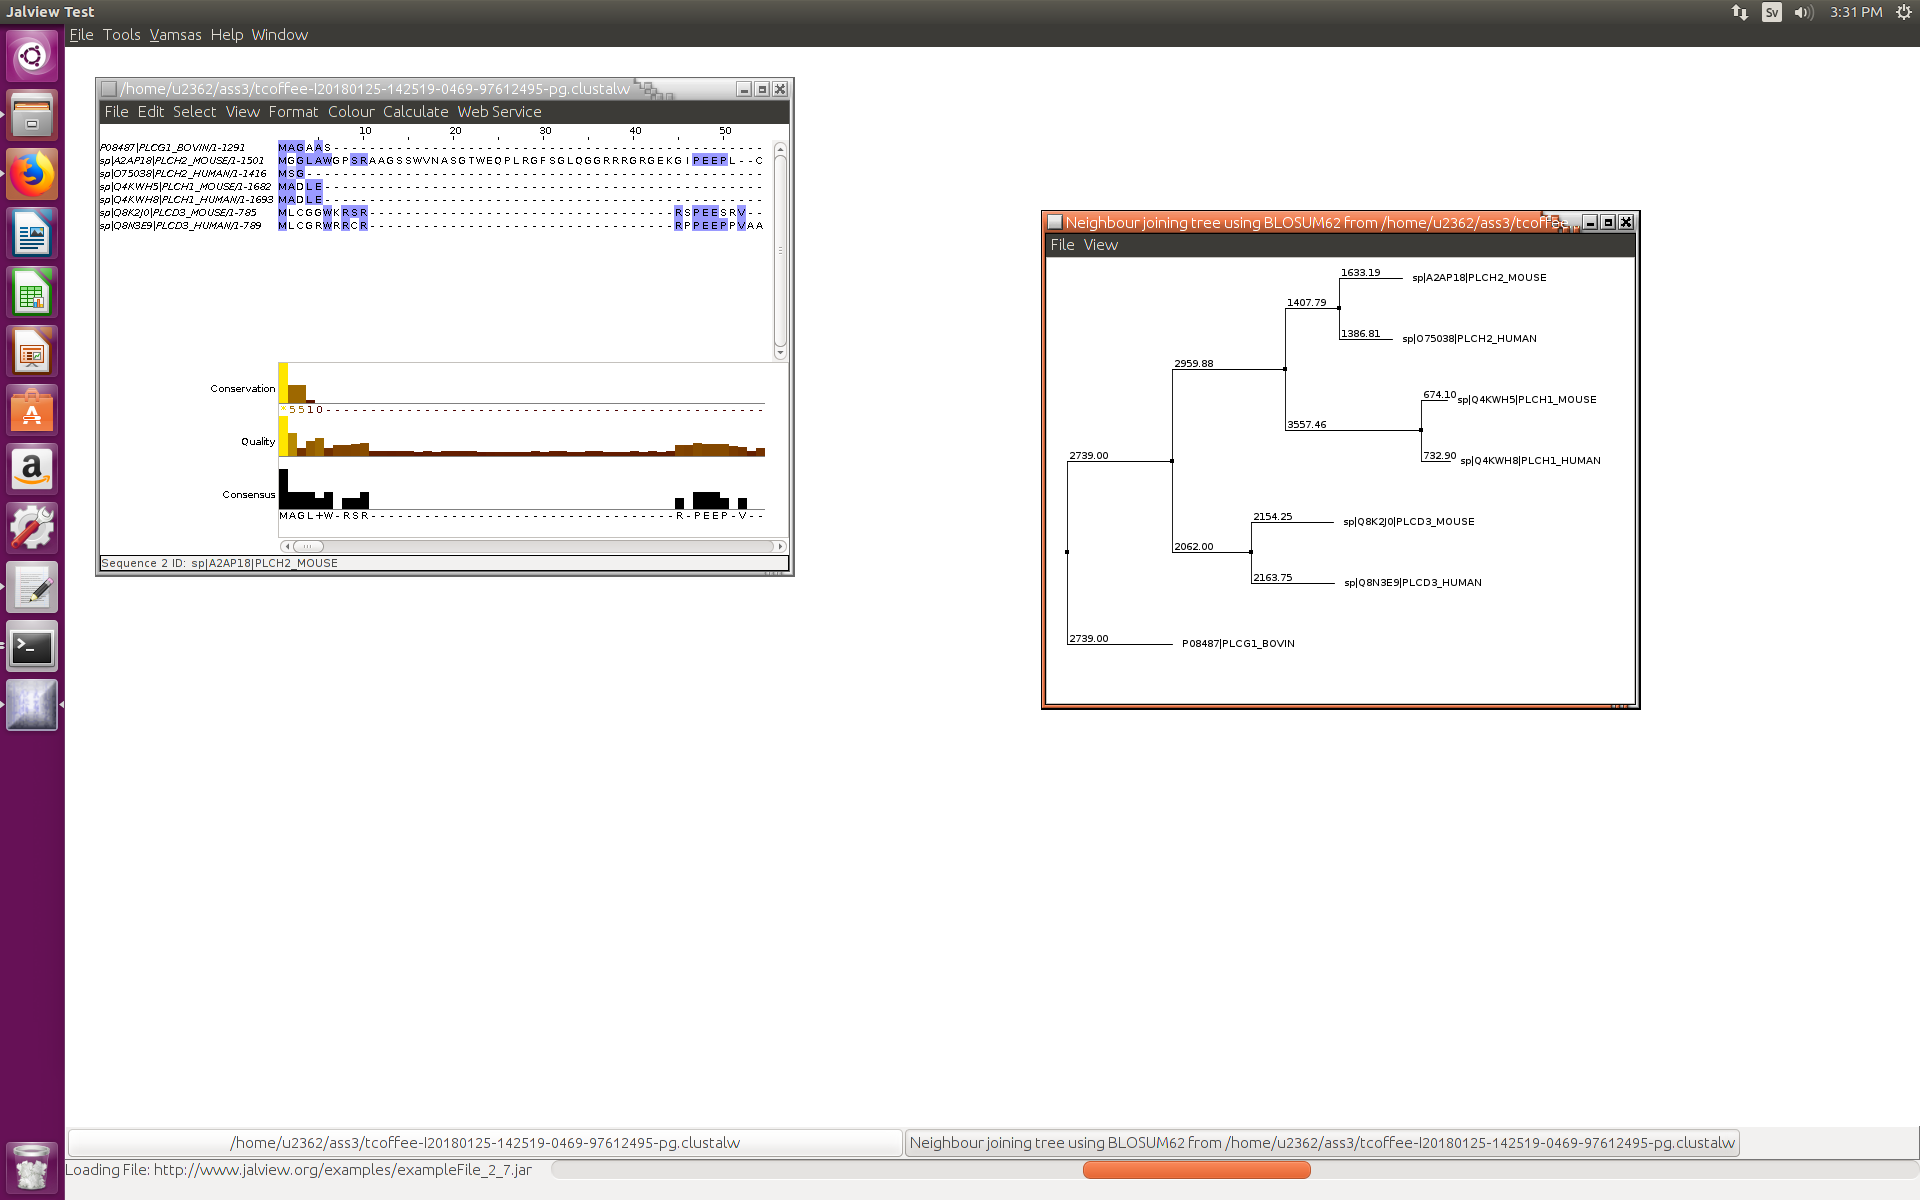 Jalview Test
Sv
3:31 PM
File Tools Vamsas Help Window
/home/u2362/ass3/tcoffee-I20180125-142519-0469-97612495-pg.clustalw
File Edit Select View Format Colour Calculate Web Service
10 20 30 40 50
P08487|PLCG1_BOVIN/1-1291 MAGAAS------------------------------------------------
sp|A2AP18|PLCH2_MOUSE/1-1501 MGGLAWGPSRAAGSSWVNASGTWEQPLRGFSGLQGGRRRGRGEKGIPEEPL--C
sp|O75038|PLCH2_HUMAN/1-1416 MSG---------------------------------------------------
sp|Q4KWH5|PLCH1_MOUSE/1-1682 MADLE-------------------------------------------------
sp|Q4KWH8|PLCH1_HUMAN/1-1693 MADLE-------------------------------------------------
sp|Q8K2J0|PLCD3_MOUSE/1-785 MLCGGWKRSR----------------------------------RSPEESRV--
sp|Q8N3E9|PLCD3_HUMAN/1-789 MLCGRWRRCR----------------------------------RPPEEPPVAA
Conservation
*5510-------------------------------------------------
Quality
Consensus
MAGL+W-RSR----------------------------------R-PEEP-V--
Sequence 2 ID: sp|A2AP18|PLCH2_MOUSE
Neighbour joining tree using BLOSUM62 from /home/u2362/ass3/tcoffee
File View
1633.19 sp|A2AP18|PLCH2_MOUSE
1407.79
1386.81 sp|O75038|PLCH2_HUMAN
2959.88
674.10 sp|Q4KWH5|PLCH1_MOUSE
3557.46
732.90 sp|Q4KWH8|PLCH1_HUMAN
2739.00
2154.25 sp|Q8K2J0|PLCD3_MOUSE
2062.00
2163.75 sp|Q8N3E9|PLCD3_HUMAN
2739.00 P08487|PLCG1_BOVIN
/home/u2362/ass3/tcoffee-I20180125-142519-0469-97612495-pg.clustalw
Neighbour joining tree using BLOSUM62 from /home/u2362/ass3/tcoffee-I20180125-142519-0469-97612495-pg.clustalw
Loading File: http://www.jalview.org/examples/exampleFile_2_7.jar